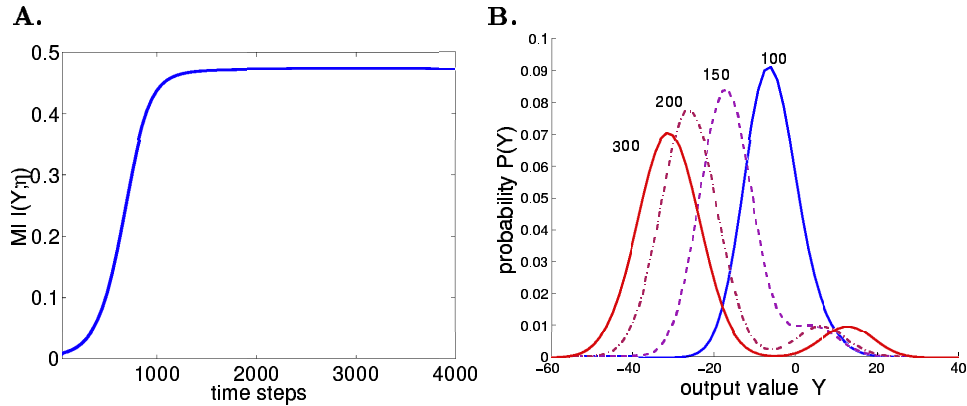 A.
MI I(Y;η)
0.5
0.4
0.3
0.2
0.1
0
1000 2000 3000 4000
time steps
B.
probability P(Y)
0.1
0.09
0.08
0.07
0.06
0.05
0.04
0.03
0.02
0.01
0
300
200
150
100
−60 −40 −20 0 20 40
output value Y